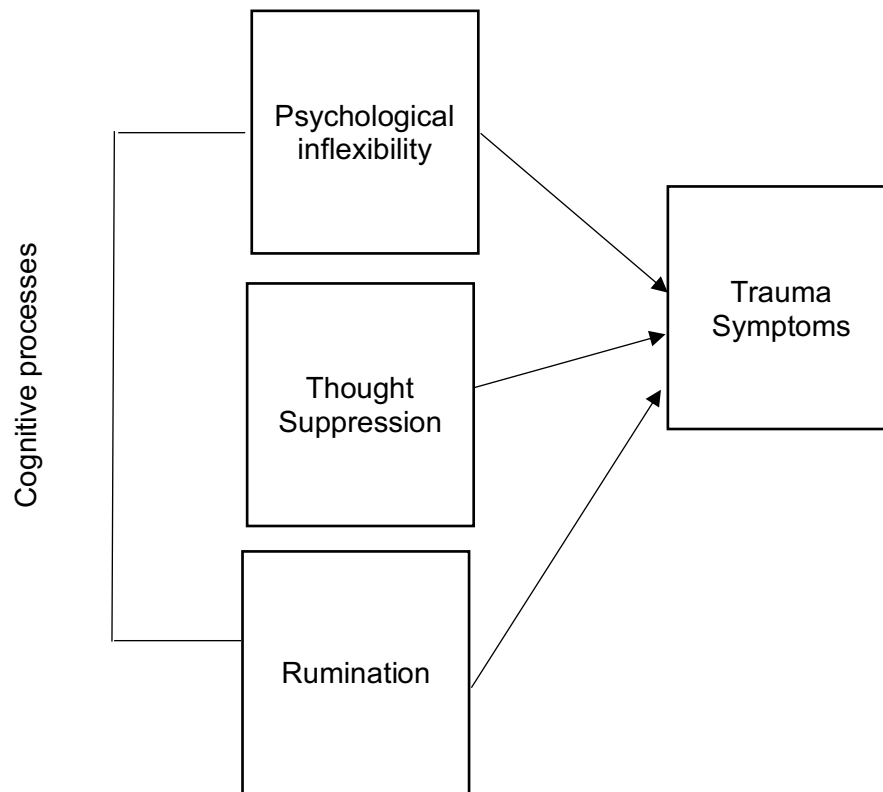 Cognitive processes
Psychological
inflexibility
Thought
Suppression
Rumination
Trauma
Symptoms